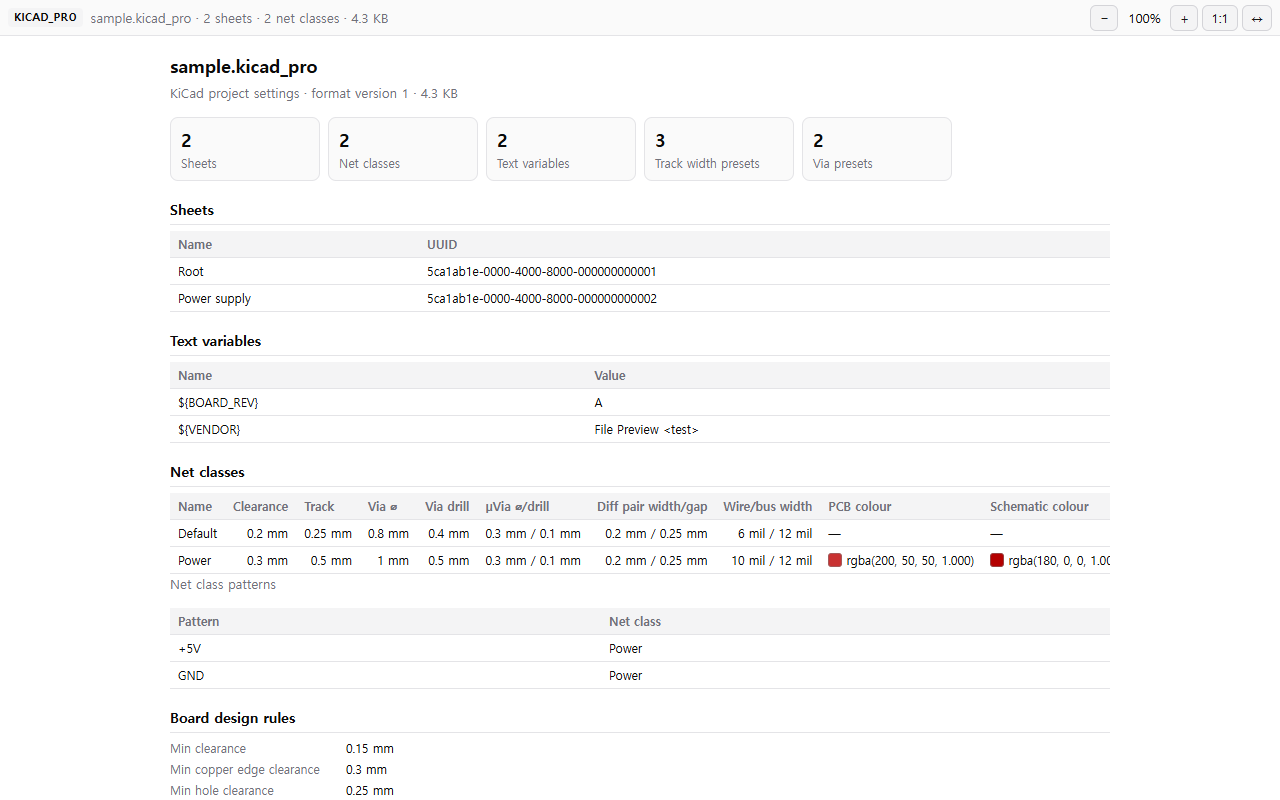 KICAD_PRO sample.kicad_pro · 2 sheets · 2 net classes · 4.3 KB − 100% + 1:1 ↔
sample.kicad_pro
KiCad project settings · format version 1 · 4.3 KB
2 2 2 3 2
Sheets Net classes Text variables Track width presets Via presets
Sheets
Name UUID
Root 5ca1ab1e-0000-4000-8000-000000000001
Power supply 5ca1ab1e-0000-4000-8000-000000000002
Text variables
Name Value
${BOARD_REV} A
${VENDOR} File Preview <test>
Net classes
Name Clearance Track Via ⌀ Via drill µVia ⌀/drill Diff pair width/gap Wire/bus width PCB colour Schematic colour
Default 0.2 mm 0.25 mm 0.8 mm 0.4 mm 0.3 mm / 0.1 mm 0.2 mm / 0.25 mm 6 mil / 12 mil — —
Power 0.3 mm 0.5 mm 1 mm 0.5 mm 0.3 mm / 0.1 mm 0.2 mm / 0.25 mm 10 mil / 12 mil rgba(200, 50, 50, 1.000) rgba(180, 0, 0, 1.00
Net class patterns
Pattern Net class
+5V Power
GND Power
Board design rules
Min clearance 0.15 mm
Min copper edge clearance 0.3 mm
Min hole clearance 0.25 mm